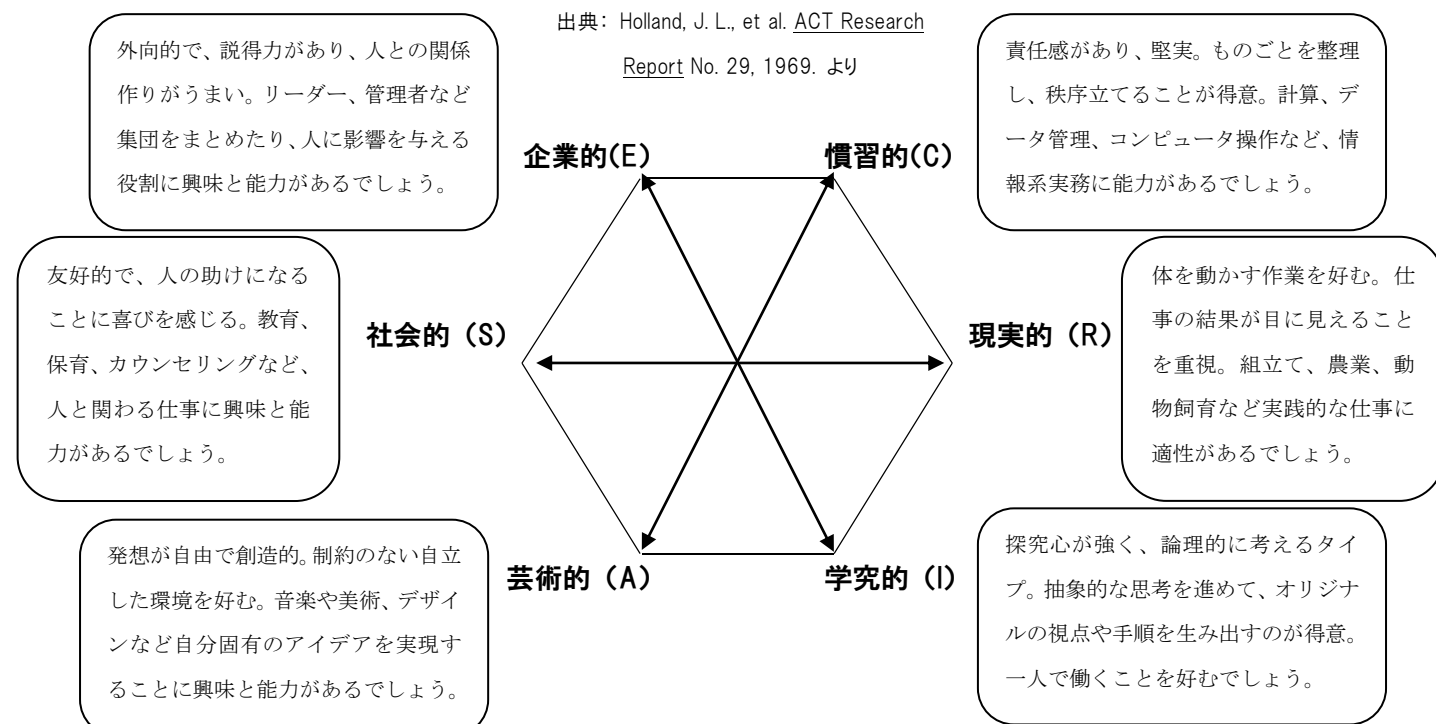 出典： Holland, J. L., et al. ACT Research
Report No. 29, 1969. より
外向的で、説得力があり、人との関係
作りがうまい。リーダー、管理者など
集団をまとめたり、人に影響を与える
役割に興味と能力があるでしょう。
責任感があり、堅実。ものごとを整理
し、秩序立てることが得意。計算、デ
ータ管理、コンピュータ操作など、情
報系実務に能力があるでしょう。
企業的(E)
慣習的(C)
友好的で、人の助けになる
ことに喜びを感じる。教育、
保育、カウンセリングなど、
人と関わる仕事に興味と能
力があるでしょう。
社会的（S）
現実的（R）
体を動かす作業を好む。仕
事の結果が目に見えること
を重視。組立て、農業、動
物飼育など実践的な仕事に
適性があるでしょう。
発想が自由で創造的。制約のない自立
した環境を好む。音楽や美術、デザイ
ンなど自分固有のアイデアを実現す
ることに興味と能力があるでしょう。
芸術的（A）
学究的（I）
探究心が強く、論理的に考えるタイ
プ。抽象的な思考を進めて、オリジナ
ルの視点や手順を生み出すのが得意。
一人で働くことを好むでしょう。